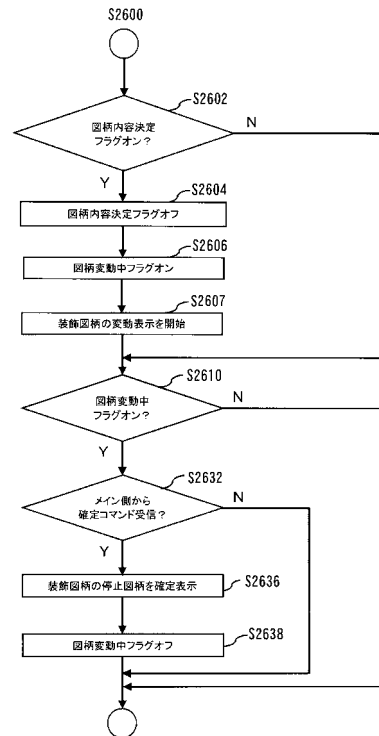 S2600
S2602
図柄内容決定
フラグオン？
N
Y
S2604
図柄内容決定フラグオフ
S2606
図柄変動中フラグオン
S2607
装飾図柄の変動表示を開始
S2610
図柄変動中
フラグオン？
N
Y
S2632
メイン側から
確定コマンド受信？
N
Y
装飾図柄の停止図柄を確定表示
S2636
S2638
図柄変動中フラグオフ